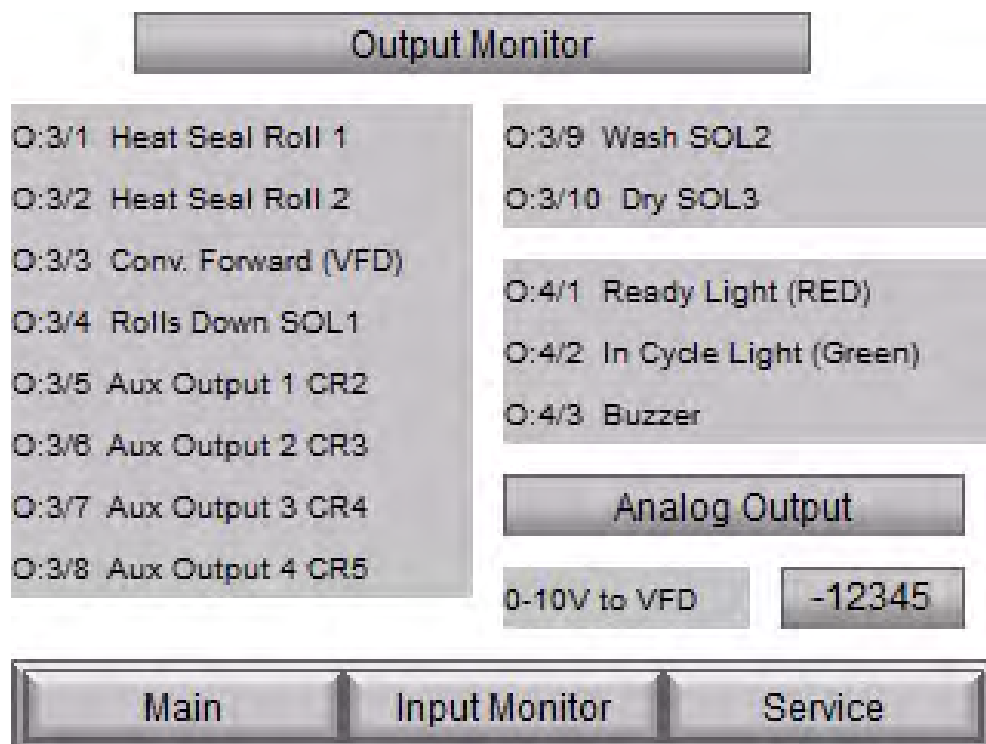 Output Monitor
O:3/1 Heat Seal Roll 1
O:3/2 Heat Seal Roll 2
O:3/3 Conv. Forward (VFD)
O:3/4 Rolls Down SOL1
O:3/5 Aux Output 1 CR2
O:3/6 Aux Output 2 CR3
O:3/7 Aux Output 3 CR4
O:3/8 Aux Output 4 CR5
O:3/9 Wash SOL2
O:3/10 Dry SOL3
O:4/1 Ready Light (RED)
O:4/2 In Cycle Light (Green)
O:4/3 Buzzer
Analog Output
0-10V to VFD -12345
Main Input Monitor Service